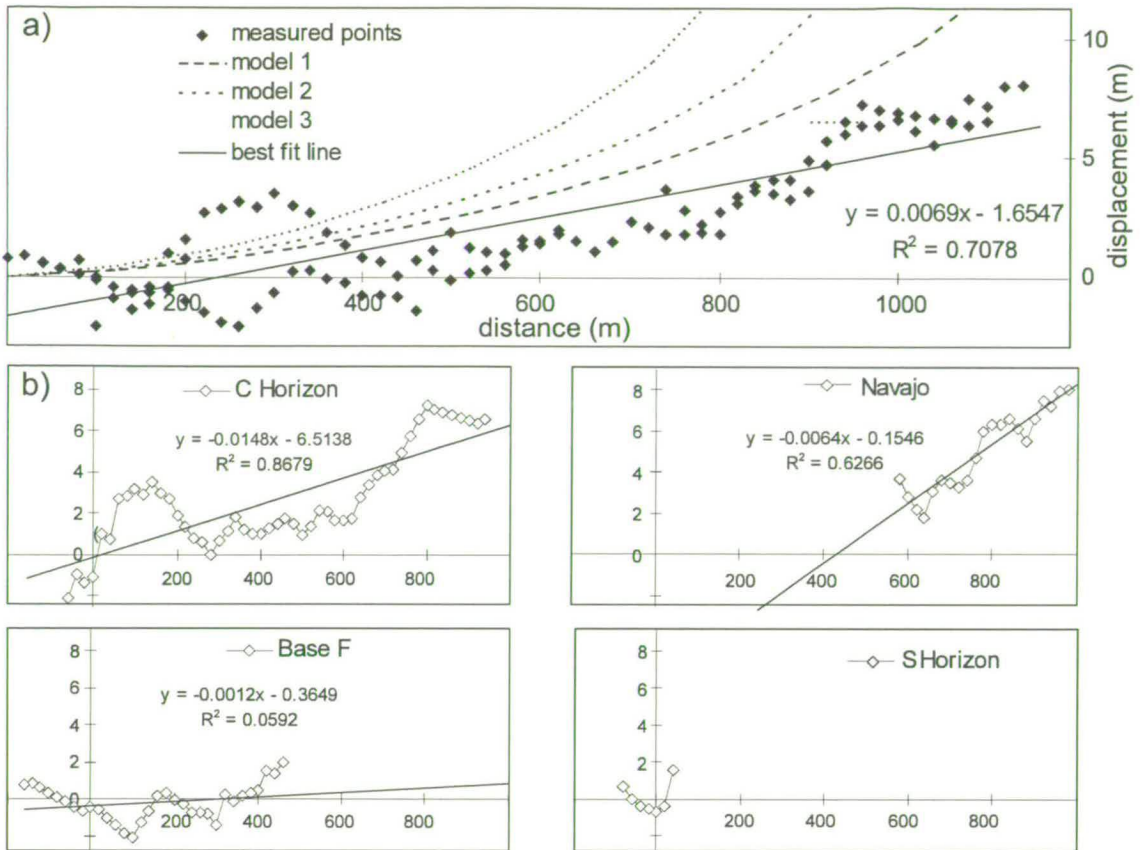 a)
measured points
model 1
model 2
model 3
best fit line
10
5
0
displacement (m)
y = 0.0069x - 1.6547
R² = 0.7078
200
400
600
800
1000
distance (m)
b)
C Horizon
y = -0.0148x - 6.5138
R² = 0.8679
8
6
4
2
0
200
400
600
800
Navajo
y = -0.0064x - 0.1546
R² = 0.6266
8
6
4
2
0
200
400
600
800
Base F
y = -0.0012x - 0.3649
R² = 0.0592
8
6
4
2
0
200
400
600
800
S Horizon
8
6
4
2
0
200
400
600
800